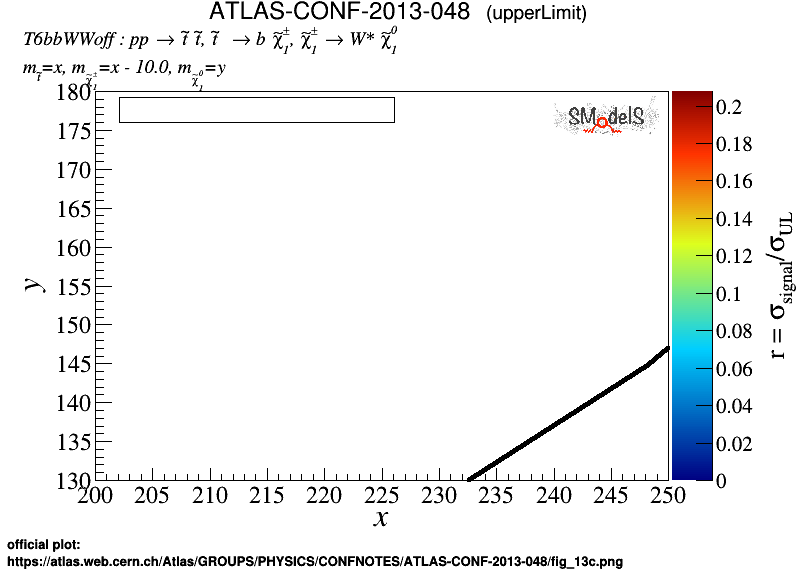 ATLAS-CONF-2013-048 (upperLimit)
T6bbWWoff : pp → t̃ t̃, t̃ → b χ̃₁±, χ̃₁± → W* χ̃₁⁰
m_t̃=x, m_χ̃₁±=x - 10.0, m_χ̃₁⁰=y
SModelS
180
175
170
165
160
155
150
145
140
135
130
y
200 205 210 215 220 225 230 235 240 245 250
x
0.2
0.18
0.16
0.14
0.12
0.1
0.08
0.06
0.04
0.02
0
r = σ_signal/σ_UL
official plot:
https://atlas.web.cern.ch/Atlas/GROUPS/PHYSICS/CONFNOTES/ATLAS-CONF-2013-048/fig_13c.png